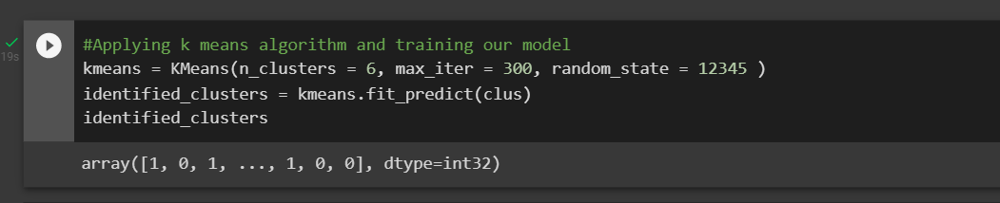 #Applying k means algorithm and training our model
kmeans = KMeans(n_clusters = 6, max_iter = 300, random_state = 12345 )
19s
identified_clusters = kmeans.fit_predict(clus)
identified_clusters
array([1, 0, 1, ..., 1, 0, 0], dtype=int32)